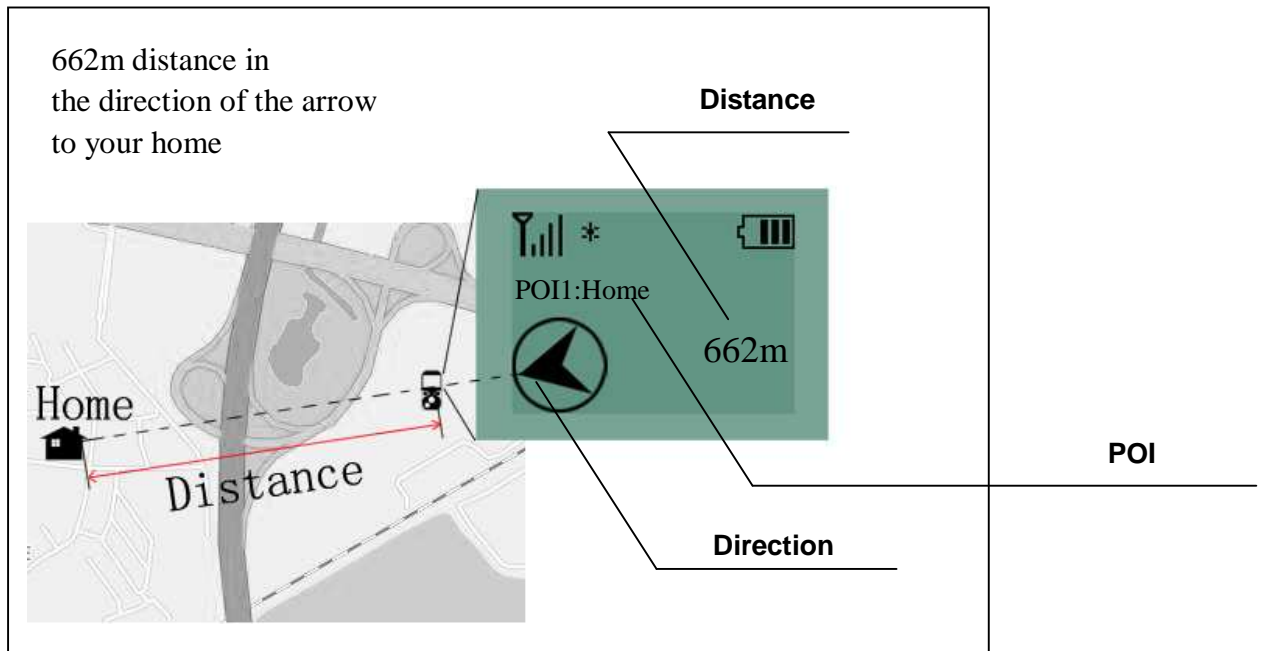 662m distance in
the direction of the arrow
to your home
Distance
POI1:Home
662m
Home
Distance
POI
Direction